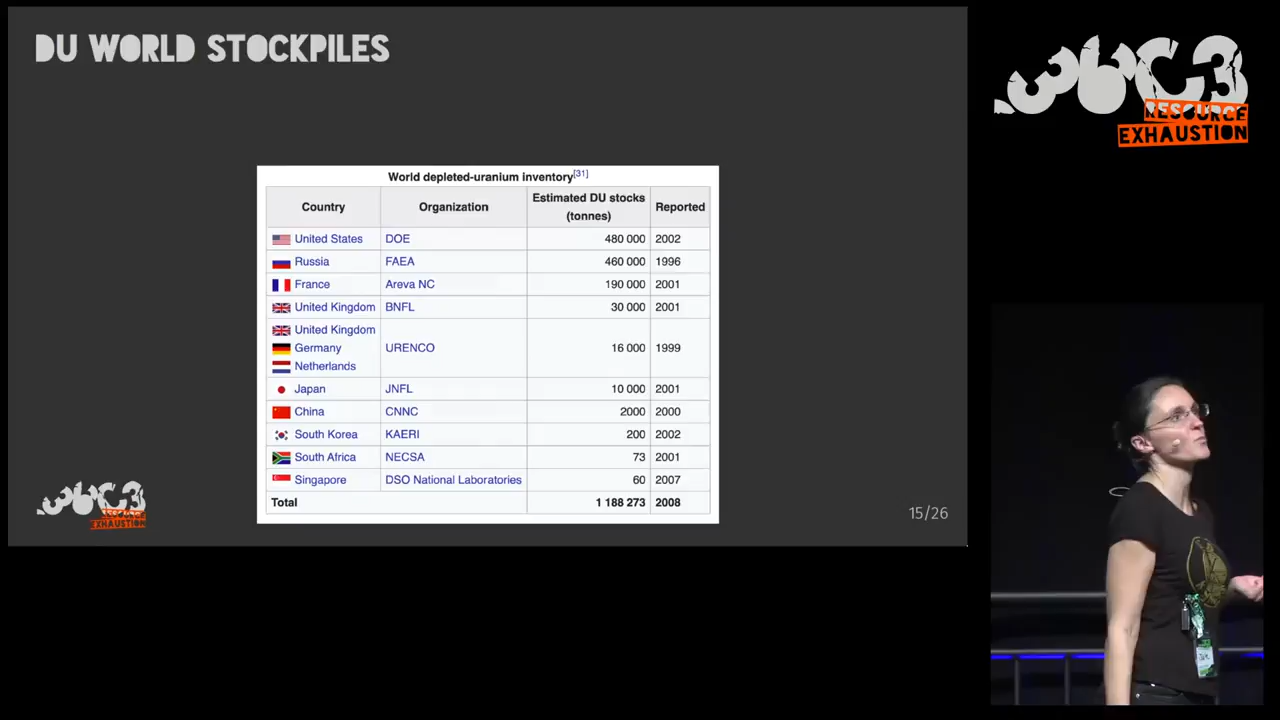 DU WORLD STOCKPILES
World depleted-uranium inventory[31]
Country Organization Estimated DU stocks (tonnes) Reported
United States DOE 480 000 2002
Russia FAEA 460 000 1996
France Areva NC 190 000 2001
United Kingdom BNFL 30 000 2001
United Kingdom
Germany URENCO 16 000 1999
Netherlands
Japan JNFL 10 000 2001
China CNNC 2000 2000
South Korea KAERI 200 2002
South Africa NECSA 73 2001
Singapore DSO National Laboratories 60 2007
Total 1 188 273 2008
36C3
RESOURCE
EXHAUSTION
15/26
36C3
RESOURCE
EXHAUSTION